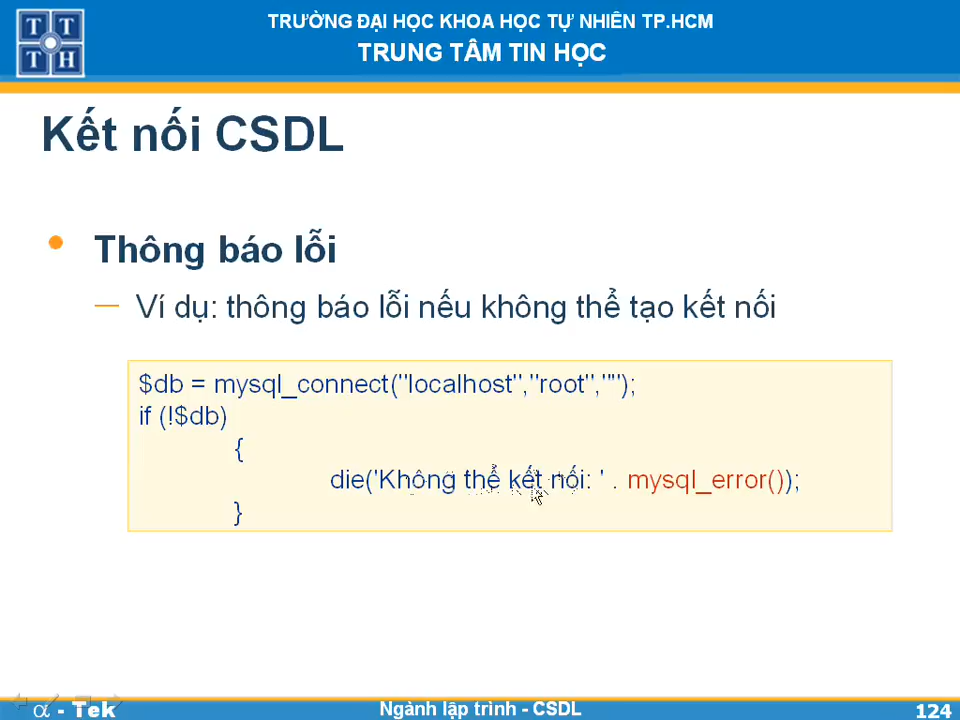 TRƯỜNG ĐẠI HỌC KHOA HỌC TỰ NHIÊN TP.HCM
TRUNG TÂM TIN HỌC
T T
T H
Kết nối CSDL
• Thông báo lỗi
– Ví dụ: thông báo lỗi nếu không thể tạo kết nối
$db = mysql_connect("localhost","root","");
if (!$db)
{
die('Không thể kết nối: ' . mysql_error());
}
α - Tek
Ngành lập trình - CSDL
124